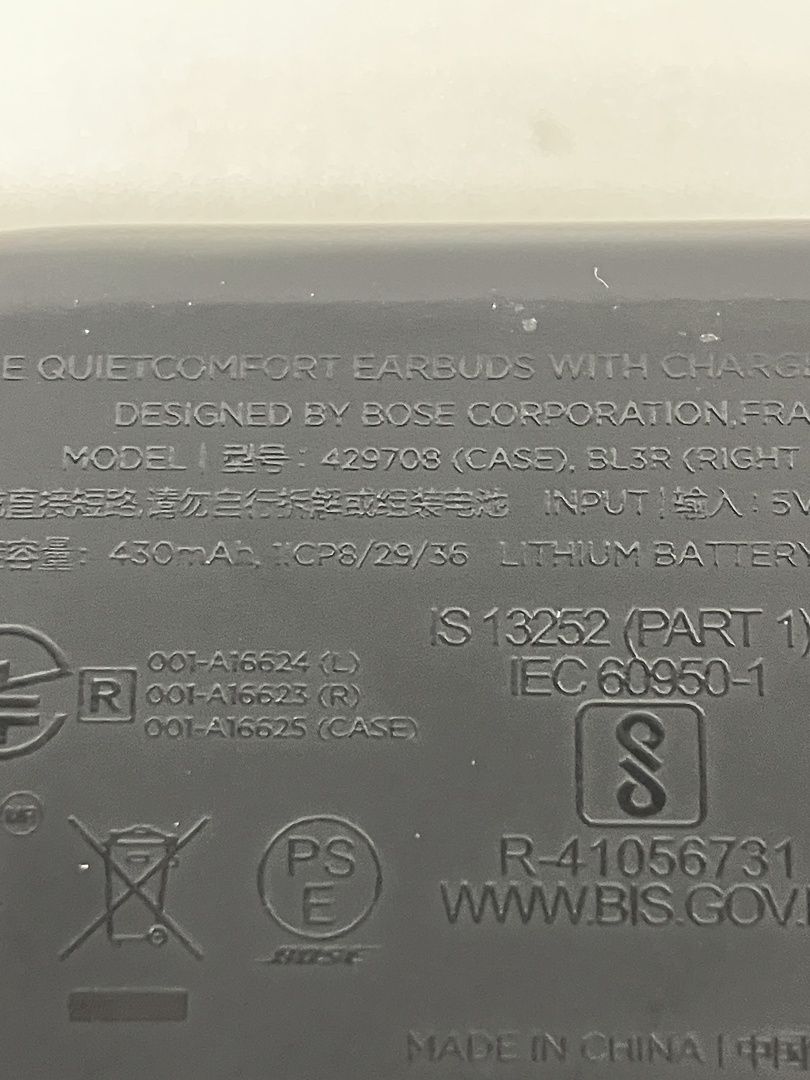 E QUIETCOMFORT EARBUDS WITH CHARG
DESIGNED BY BOSE CORPORATION,FRA
MODEL | 型号: 429708 (CASE), BL3R (RIGHT
直接短路,请勿自行拆解或组装电池 INPUT | 输入: 5V
容量: 430mAh, 1ICP8/29/36 LITHIUM BATTERY
IS 13252 (PART 1)
IEC 60950-1
R 001-A16624 (L)
001-A16623 (R)
001-A16625 (CASE)
R-41056731
WWW.BIS.GOV.
PS
E
BOSE
MADE IN CHINA | 中国